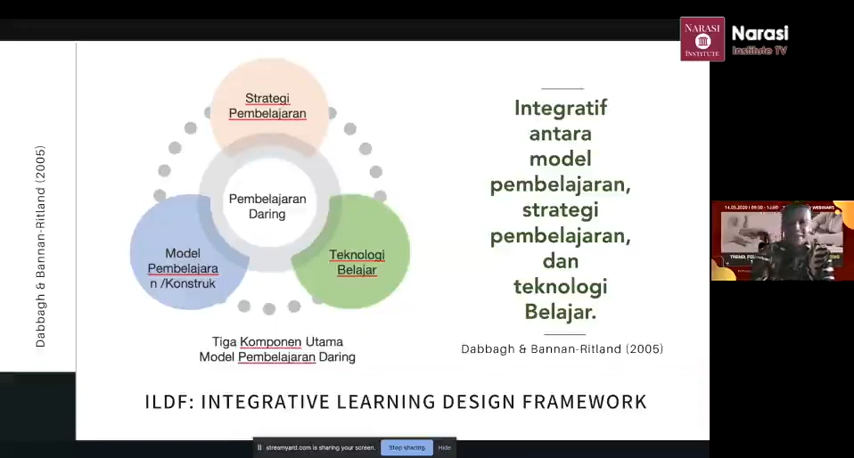 NARASI
INSTITUTE
Narasi
Institute TV
Dabbagh & Bannan-Ritland (2005)
Strategi
Pembelajaran
Pembelajaran
Daring
Model
Pembelajara
n /Konstruk
Teknologi
Belajar
Tiga Komponen Utama
Model Pembelajaran Daring
Integratif
antara
model
pembelajaran,
strategi
pembelajaran,
dan
teknologi
Belajar.
Dabbagh & Bannan-Ritland (2005)
ILDF: INTEGRATIVE LEARNING DESIGN FRAMEWORK
streamyard.com is sharing your screen.
Stop sharing
Hide